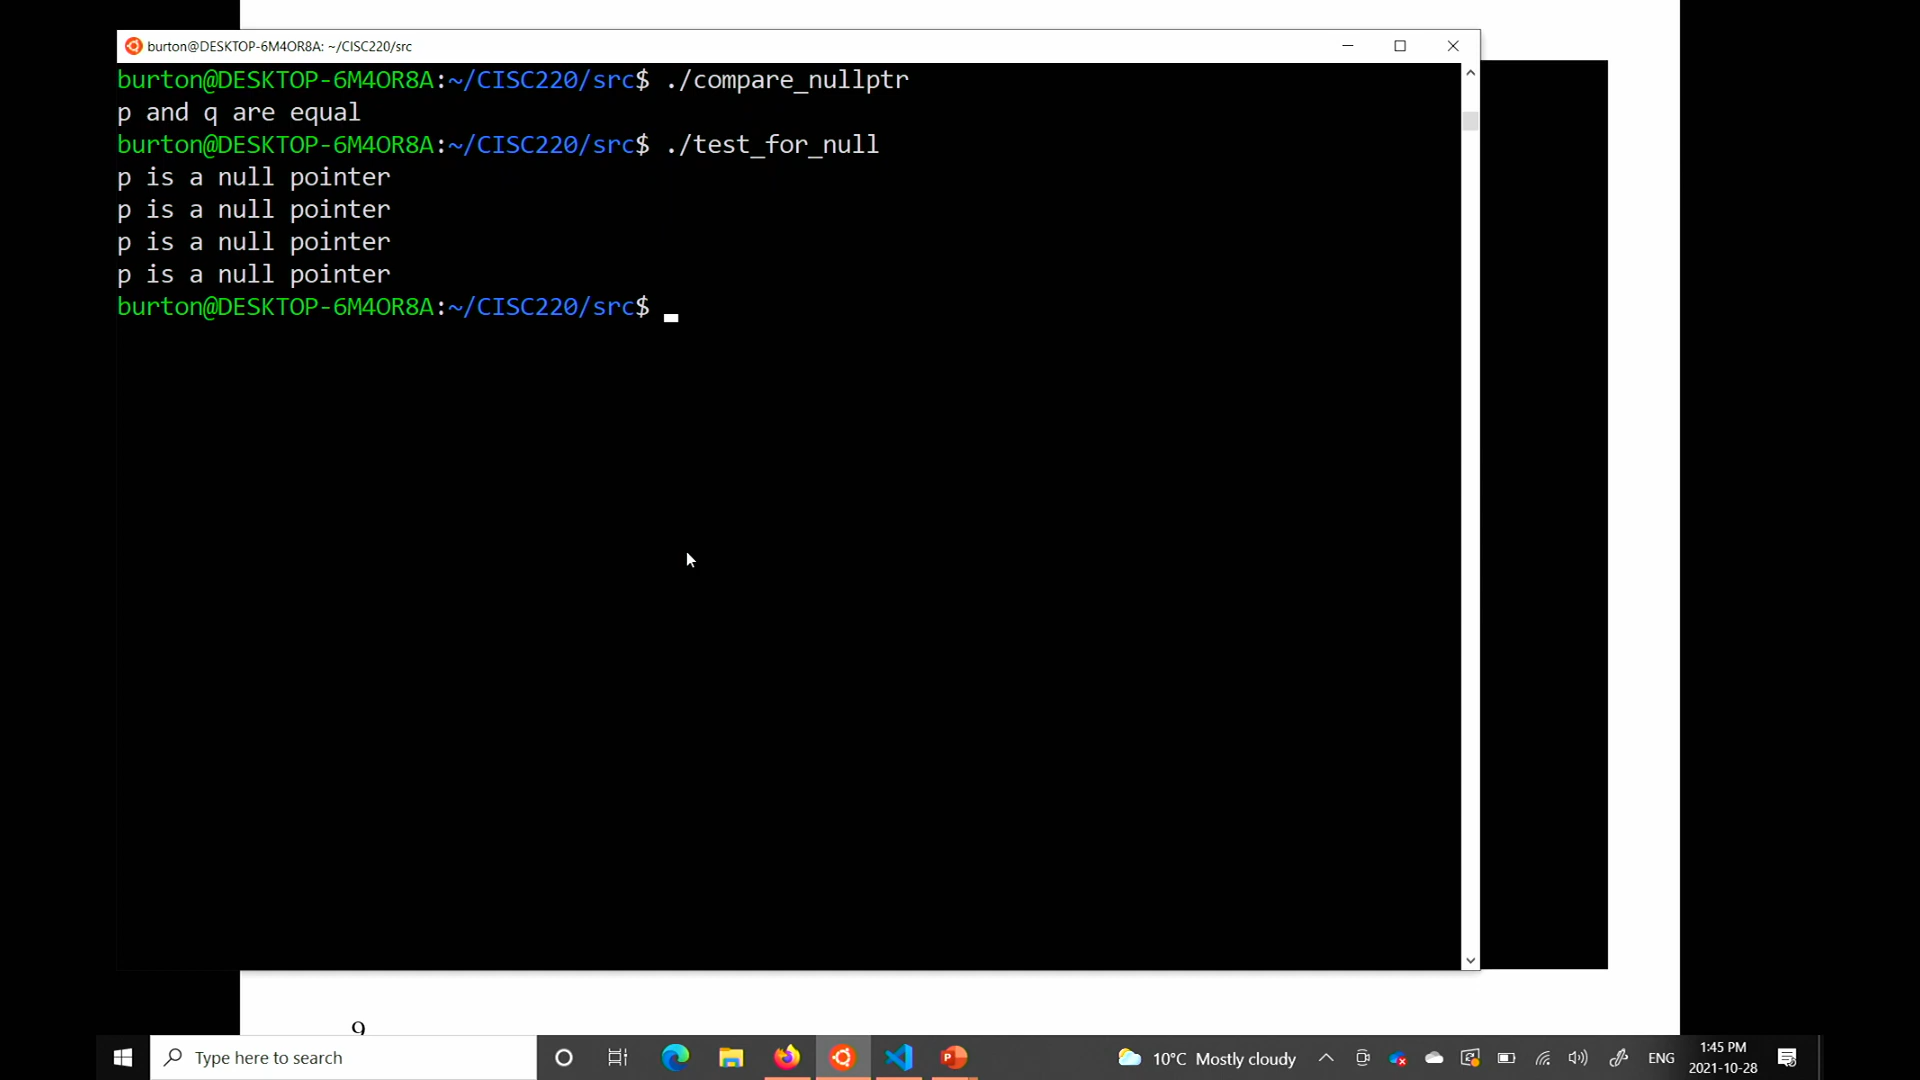 burton@DESKTOP-6M4OR8A: ~/CISC220/src
burton@DESKTOP-6M4OR8A:~/CISC220/src$ ./compare_nullptr
p and q are equal
burton@DESKTOP-6M4OR8A:~/CISC220/src$ ./test_for_null
p is a null pointer
p is a null pointer
p is a null pointer
p is a null pointer
burton@DESKTOP-6M4OR8A:~/CISC220/src$
9
Type here to search
10°C Mostly cloudy
ENG
1:45 PM
2021-10-28